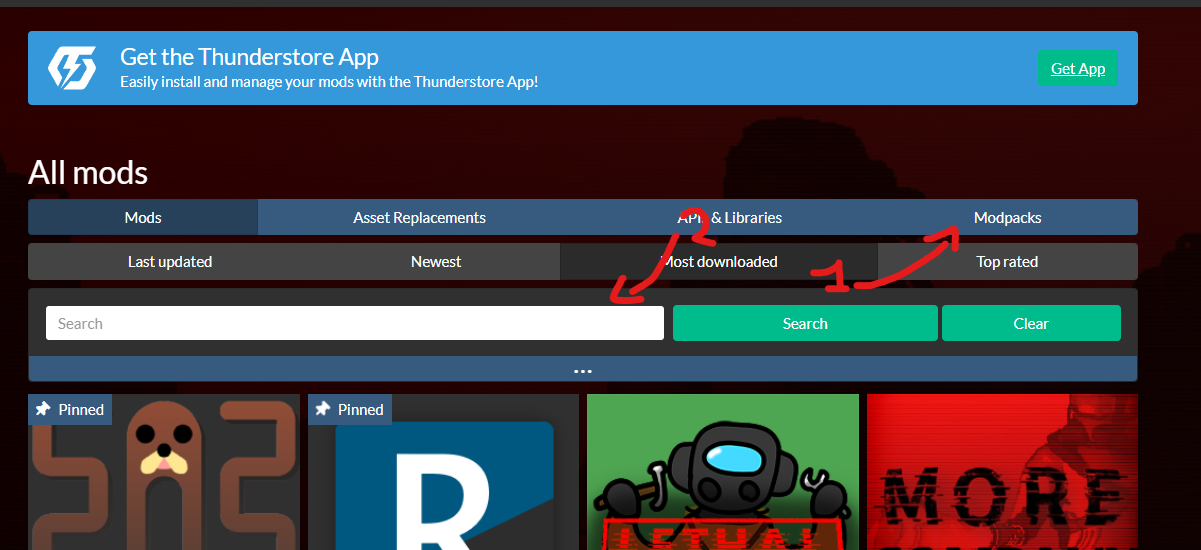 Get the Thunderstore App
Easily install and manage your mods with the Thunderstore App!
Get App
All mods
Mods
Asset Replacements
& Libraries
Modpacks
2
Last updated
Newest
Most downloaded
Top rated
1
Search
Search
Clear
...
Pinned
Pinned
R
LETHAL
MORE